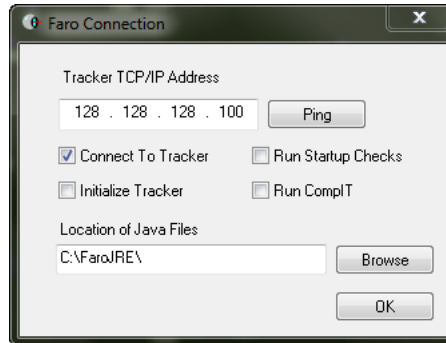 Faro Connection
Tracker TCP/IP Address
128 . 128 . 128 . 100 Ping
Connect To Tracker Run Startup Checks
Initialize Tracker Run CompIT
Location of Java Files
C:\FaroJRE\ Browse
OK